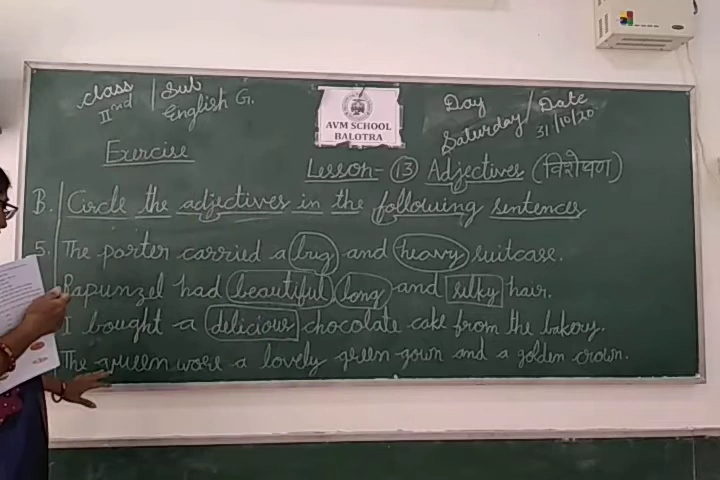 Class
IInd
Sub
English G.
AVM SCHOOL
BALOTRA
Day
Saturday
Date
31/10/20
Exercise
Lesson- 13 Adjectives (विशेषण)
B. Circle the adjectives in the following sentences
5. The porter carried a big and heavy suitcase.
Rapunzel had beautiful long and silky hair.
I bought a delicious chocolate cake from the bakery.
The queen wore a lovely green gown and a golden crown.